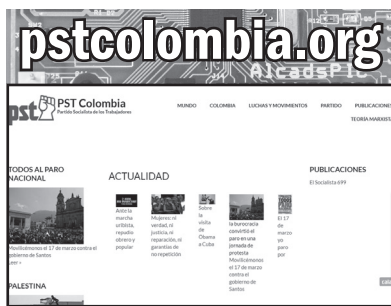 pstcolombia.org
AlcadsPlc
pst PST Colombia
Partido Socialista de los Trabajadores
MUNDO COLOMBIA LUCHAS Y MOVIMIENTOS PARTIDO PUBLICACIONES
TEORÍA MARXISTA
TODOS AL PARO
NACIONAL
Movilicémonos el 17 de marzo contra el
gobierno de Santos
Leer »
PALESTINA
ACTUALIDAD
Ante la
marcha
uribista,
repudio
obrero y
popular
Mujeres: ni
verdad, ni
justicia, ni
reparación, ni
garantías de
no repetición
Sobre
la
visita
de
Obama
a Cuba
la burocracia
convirtió el
paro en una
jornada de
protesta
Movilicémonos
el 17 de
marzo
contra el
gobierno de
Santos
El 17
de
marzo
yo
paro
por
PUBLICACIONES
El Socialista 699